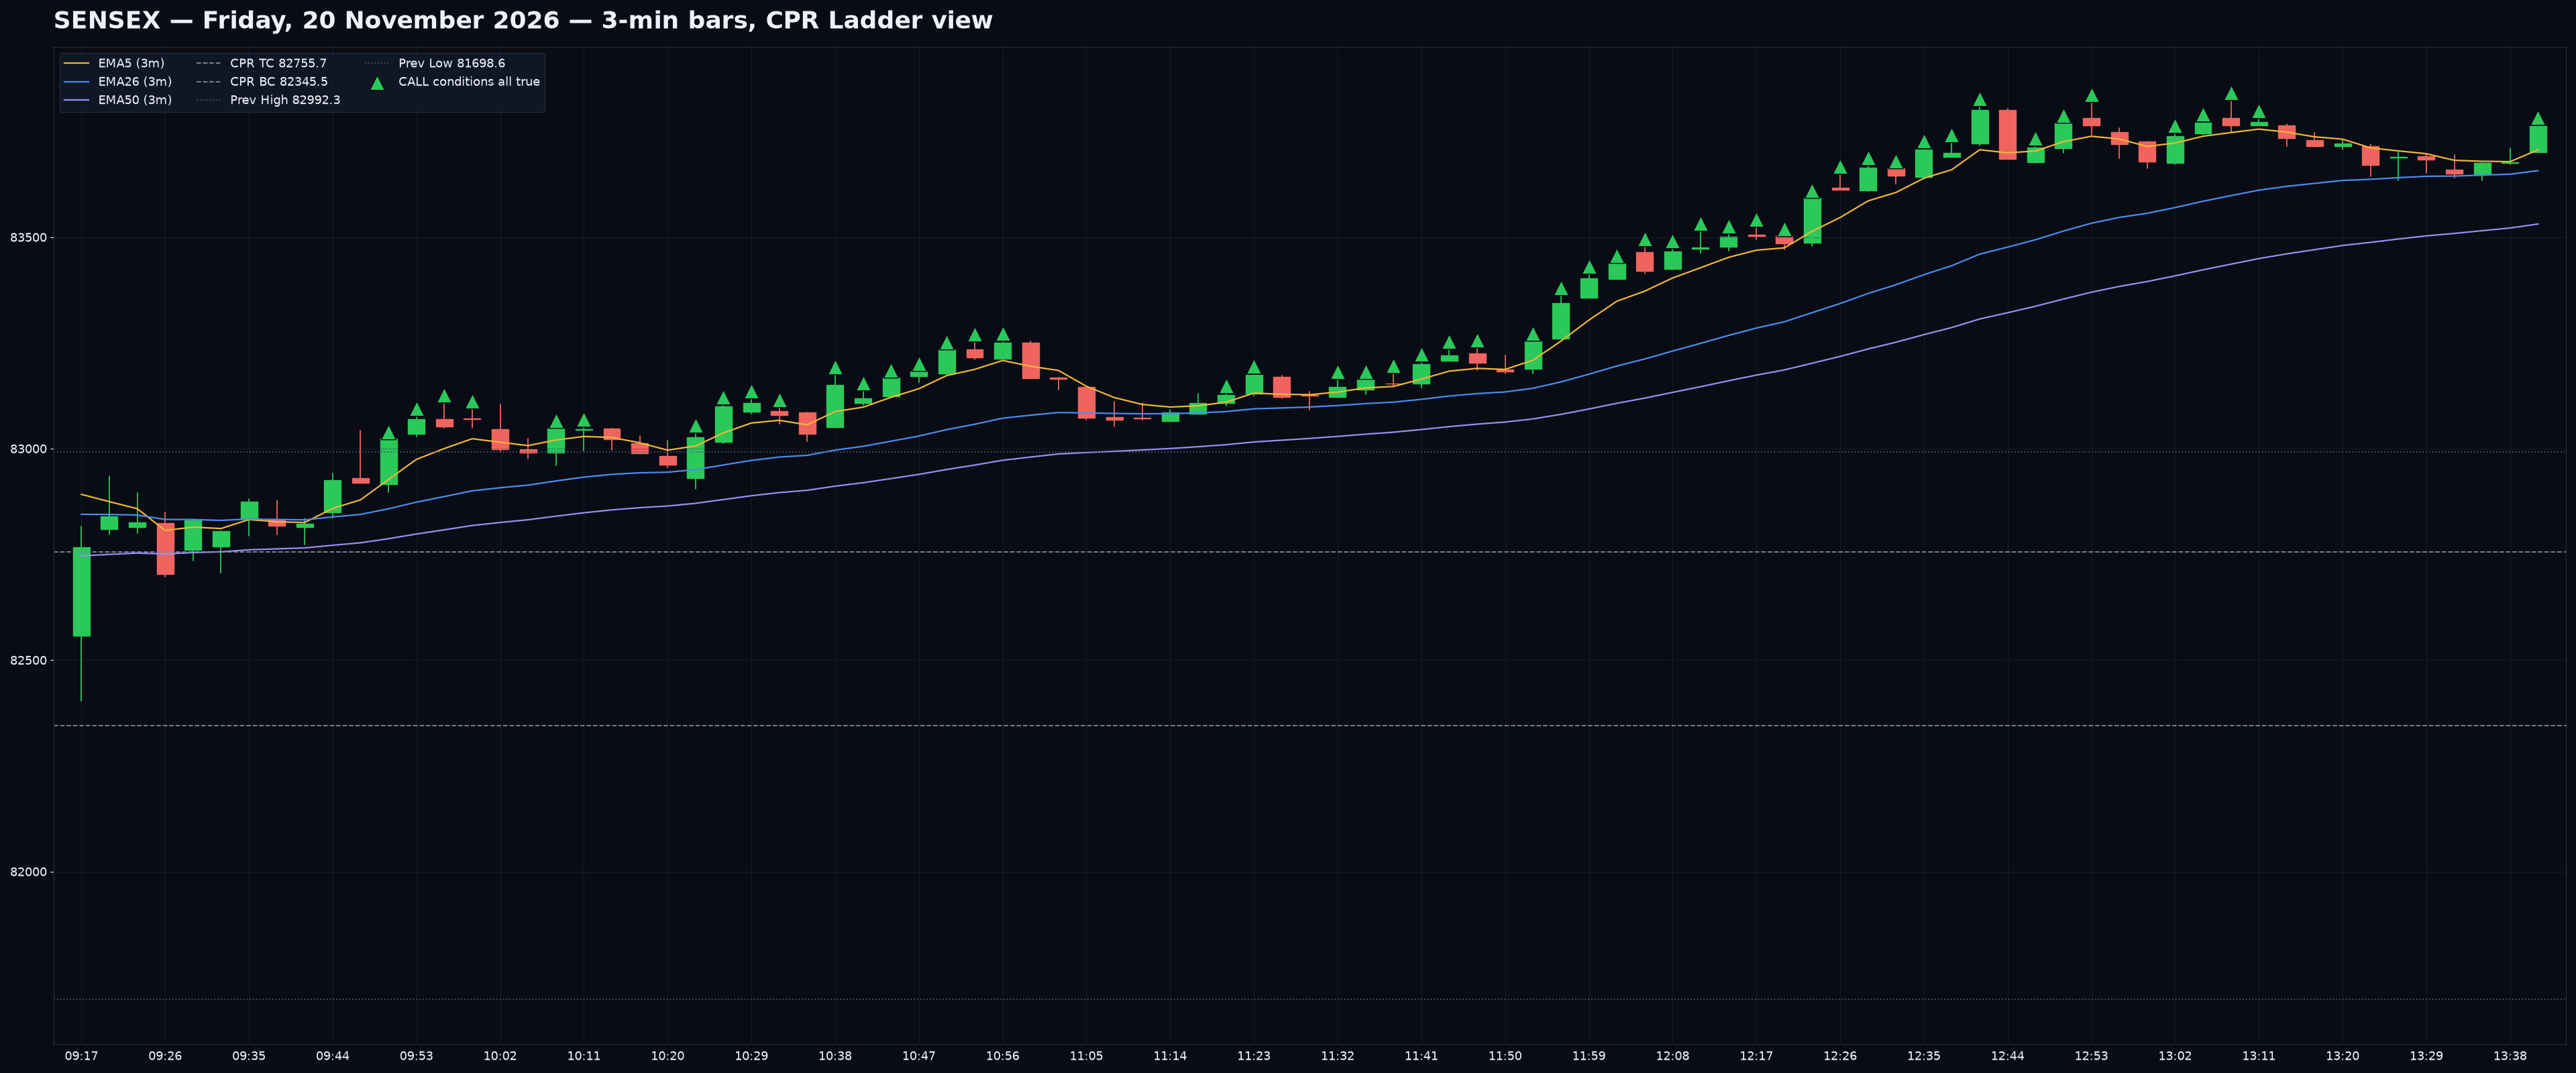 SENSEX — Friday, 20 November 2026 — 3-min bars, CPR Ladder view
EMA5 (3m)
EMA26 (3m)
EMA50 (3m)
CPR TC 82755.7
CPR BC 82345.5
Prev High 82992.3
Prev Low 81698.6
CALL conditions all true
83500
83000
82500
82000
09:17 09:26 09:35 09:44 09:53 10:02 10:11 10:20 10:29 10:38 10:47 10:56 11:05 11:14 11:23 11:32 11:41 11:50 11:59 12:08 12:17 12:26 12:35 12:44 12:53 13:02 13:11 13:20 13:29 13:38